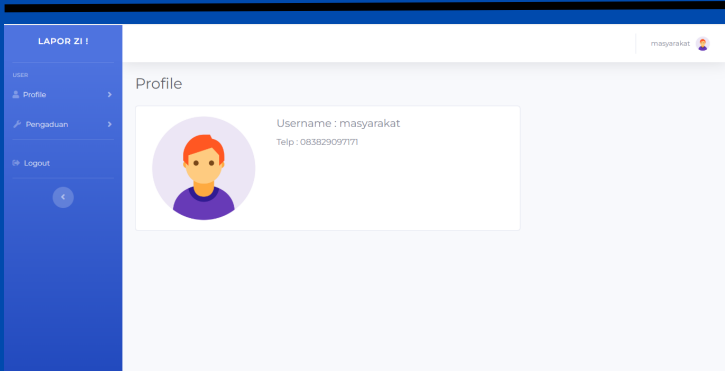 LAPOR ZI !
masyarakat
USER
Profile
Pengaduan
Logout
Profile
Username : masyarakat
Telp : 083829097171